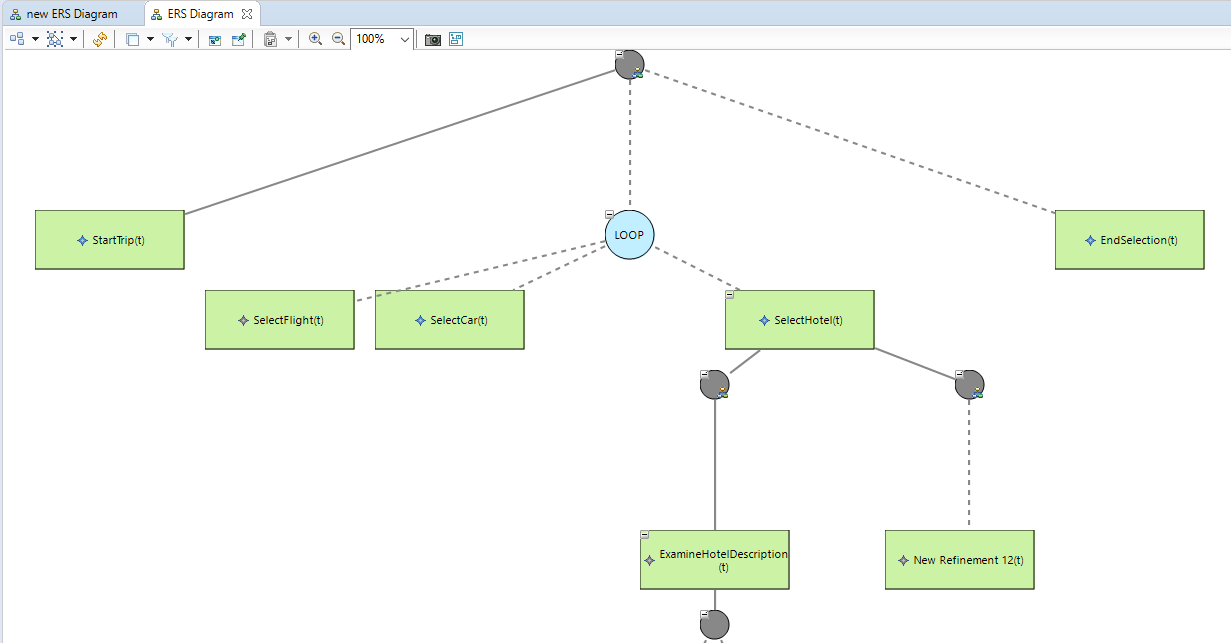 new ERS Diagram
ERS Diagram
100%
StartTrip(t)
LOOP
EndSelection(t)
SelectFlight(t)
SelectCar(t)
SelectHotel(t)
ExamineHotelDescription
(t)
New Refinement 12(t)